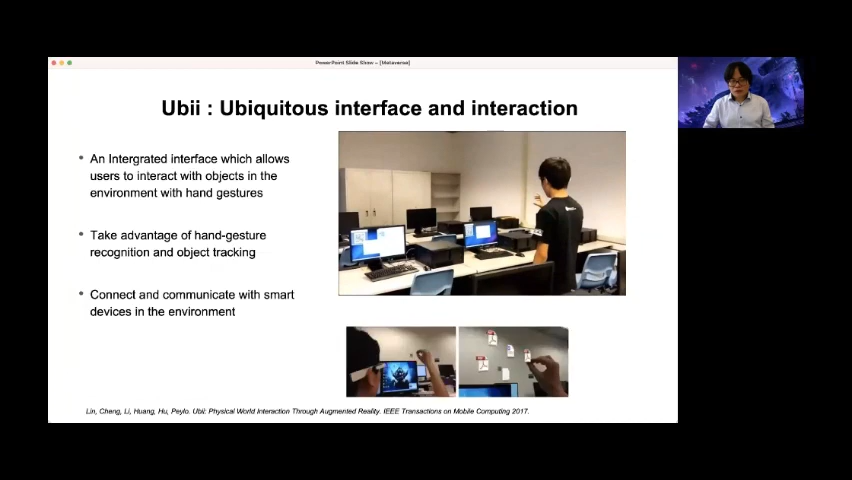 PowerPoint Slide Show – [Metaverse]
Ubii : Ubiquitous interface and interaction
• An Intergrated interface which allows
users to interact with objects in the
environment with hand gestures
• Take advantage of hand-gesture
recognition and object tracking
• Connect and communicate with smart
devices in the environment
Lin, Cheng, Li, Huang, Hu, Peylo. Ubii: Physical World Interaction Through Augmented Reality. IEEE Transactions on Mobile Computing 2017.